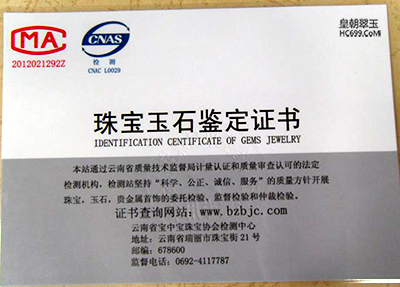 MA
2012021292Z
CNAS
检 测
CNAC L0029
皇朝翠玉
HC699.CoM
珠宝玉石鉴定证书
IDENTIFICATION CENTIFICATE OF GEMS JEWELRY
本站通过云南省质量技术监督局计量认证和质量审查认可的法定
检测机构，检测站坚持“科学、公正、诚信、服务”的质量方针开展
珠宝，玉石，贵金属首饰的委托检验、监督检验和仲裁检验。
证书查询网站：www.bzbjc.com
云南省宝中宝珠宝协会检测中心
地址：云南省瑞丽市珠宝街21号
邮编：678600
监督电话：0692-4117787